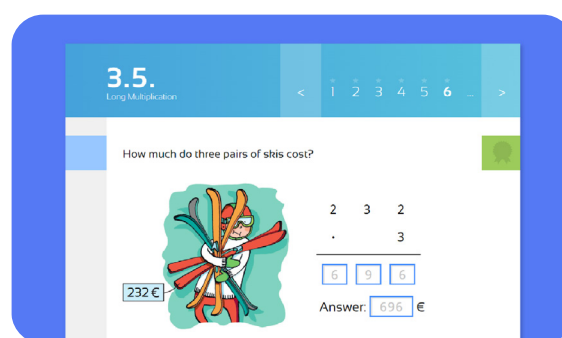 3.5.
Long Multiplication
< 1 2 3 4 5 6 ... >
How much do three pairs of skis cost?
2 3 2
· 3
6 9 6
232 €
Answer: 696 €